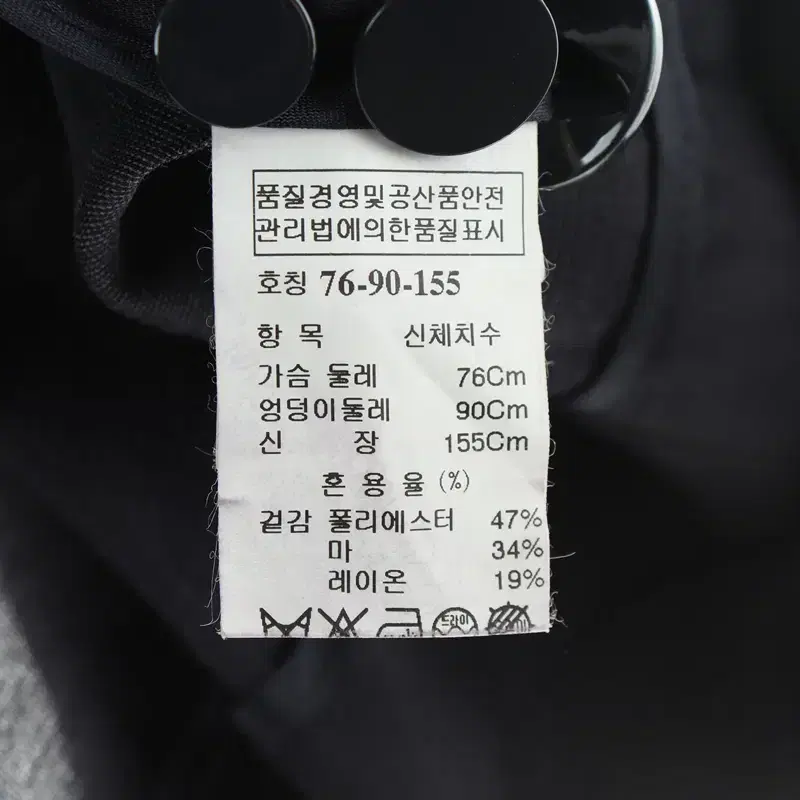 품질경영및공산품안전
관리법에의한품질표시
호칭 76-90-155
항 목 신체치수
가슴 둘레 76Cm
엉덩이둘레 90Cm
신 장 155Cm
혼 용 율 (%)
겉감 폴리에스터 47%
마 34%
레이온 19%
드라이